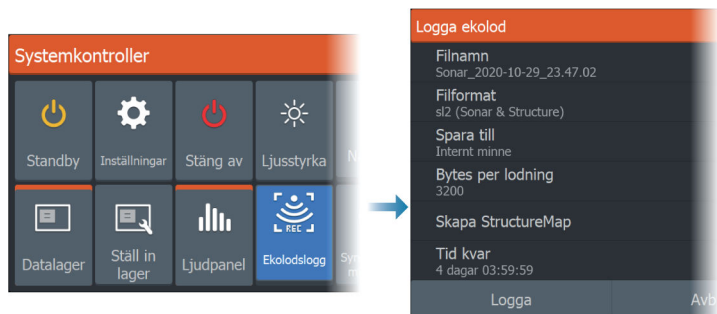 Systemkontroller
Standby
Inställningar
Stäng av
Ljusstyrka
Datalager
Ställ in
lager
Ljudpanel
REC
Ekolodslogg
Logga ekolod
Filnamn
Sonar_2020-10-29_23.47.02
Filformat
sl2 (Sonar & Structure)
Spara till
Internt minne
Bytes per lodning
3200
Skapa StructureMap
Tid kvar
4 dagar 03:59:59
Logga